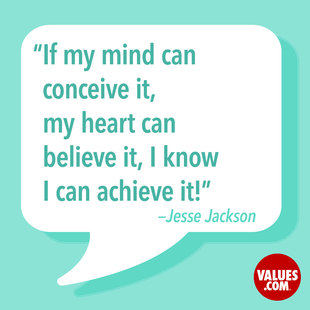 “If my mind can
conceive it,
my heart can
believe it, I know
I can achieve it!”
–Jesse Jackson
VALUES
.COM